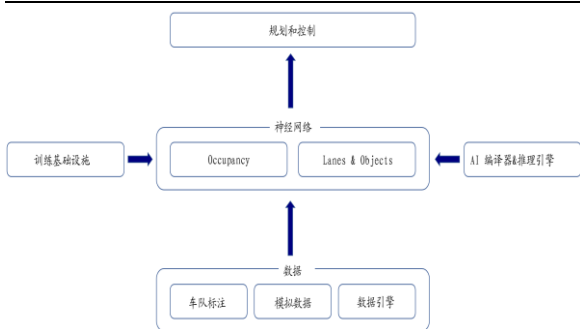 规划和控制
神经网络
训练基础设施
Occupancy
Lanes & Objects
AI 编译器&推理引擎
数据
车队标注
模拟数据
数据引擎